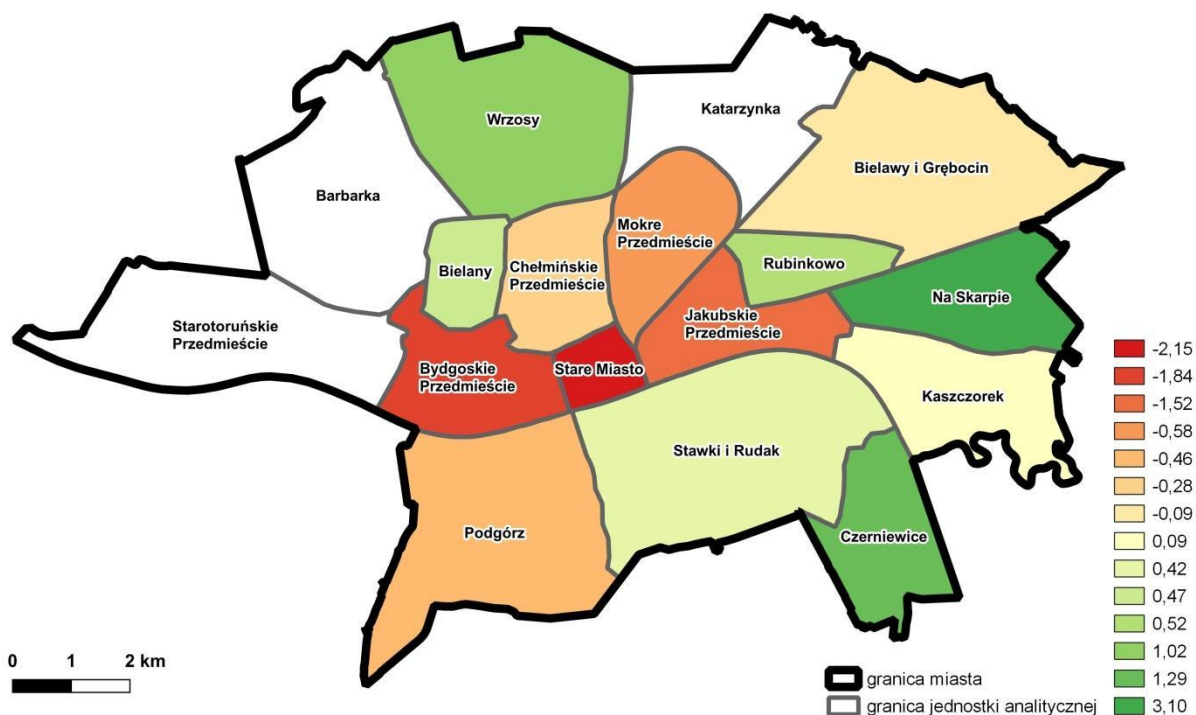 Wrzosy
Katarzynka
Bielawy i Grębocin
Barbarka
Mokre
Przedmieście
Bielany
Chełmińskie
Przedmieście
Rubinkowo
Na Skarpie
Starotoruńskie
Przedmieście
Jakubskie
Przedmieście
Bydgoskie
Przedmieście
Stare Miasto
Kaszczorek
Stawki i Rudak
Podgórz
Czerniewice
-2,15
-1,84
-1,52
-0,58
-0,46
-0,28
-0,09
0,09
0,42
0,47
0,52
1,02
1,29
3,10
0 1 2 km
granica miasta
granica jednostki analitycznej